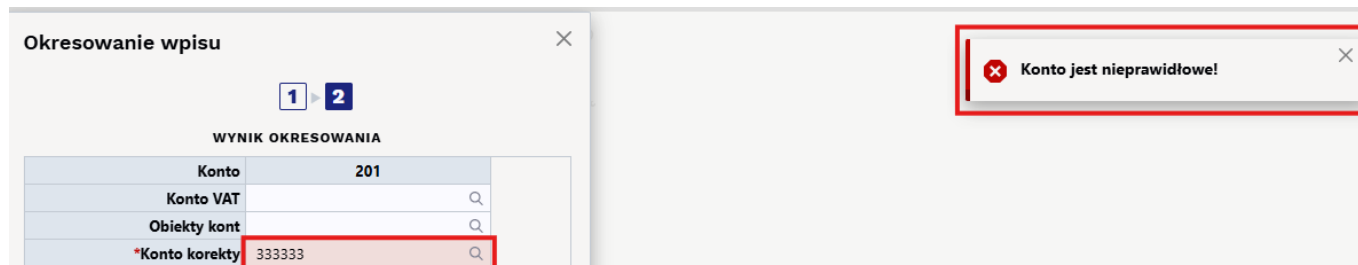 Okresowanie wpisu
Konto jest nieprawidłowe!
1 2
WYNIK OKRESOWANIA
Konto 201
Konto VAT
Obiekty kont
*Konto korekty 333333